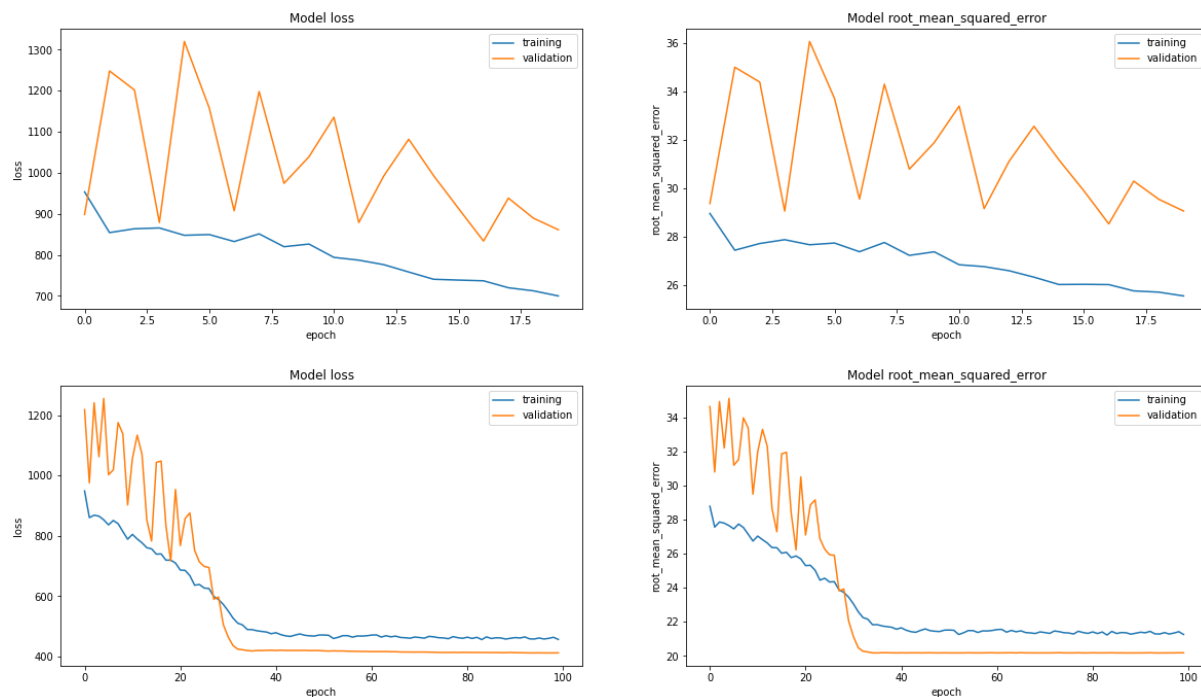 Model loss
training
validation
loss
1300
1200
1100
1000
900
800
700
0.0 2.5 5.0 7.5 10.0 12.5 15.0 17.5
epoch
Model root_mean_squared_error
training
validation
root_mean_squared_error
36
34
32
30
28
26
0.0 2.5 5.0 7.5 10.0 12.5 15.0 17.5
epoch
Model loss
training
validation
loss
1200
1000
800
600
400
0 20 40 60 80 100
epoch
Model root_mean_squared_error
training
validation
root_mean_squared_error
34
32
30
28
26
24
22
20
0 20 40 60 80 100
epoch